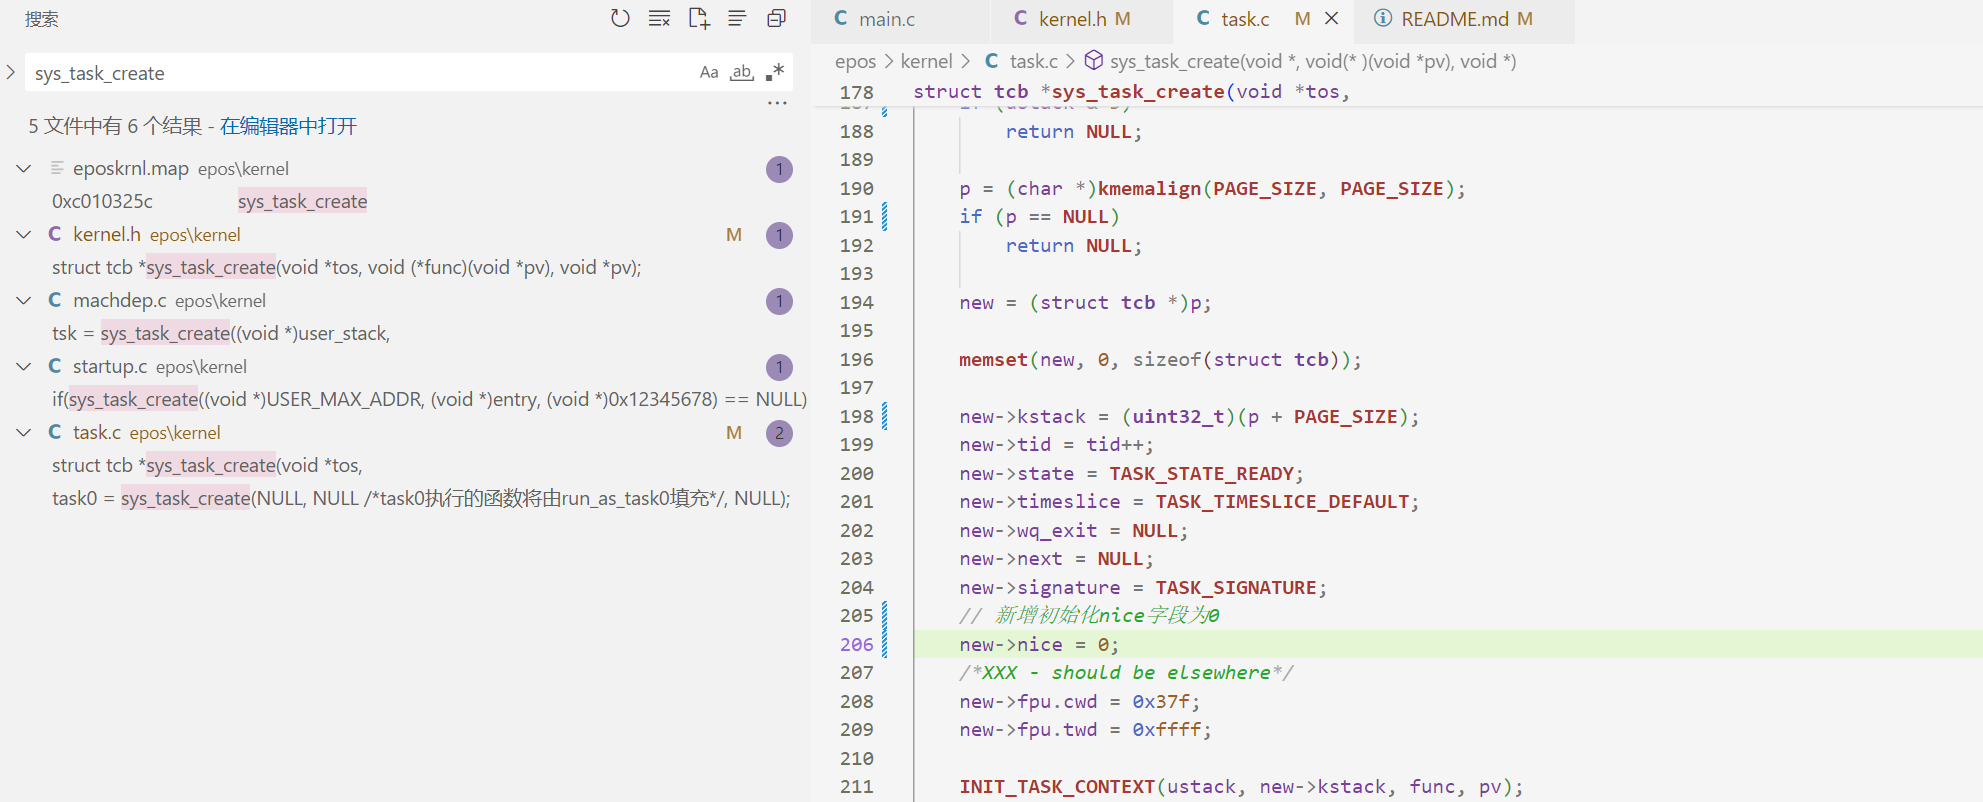 搜索
sys_task_create
Aa ab, .*
5 文件中有 6 个结果 - 在编辑器中打开
eposkrnl.map epos\kernel 1
0xc010325c sys_task_create
kernel.h epos\kernel M 1
struct tcb *sys_task_create(void *tos, void (*func)(void *pv), void *pv);
machdep.c epos\kernel 1
tsk = sys_task_create((void *)user_stack,
startup.c epos\kernel 1
if(sys_task_create((void *)USER_MAX_ADDR, (void *)entry, (void *)0x12345678) == NULL)
task.c epos\kernel M 2
struct tcb *sys_task_create(void *tos,
task0 = sys_task_create(NULL, NULL /*task0执行的函数将由run_as_task0填充*/, NULL);
C main.c C kernel.h M C task.c M README.md M
epos > kernel > C task.c > sys_task_create(void *, void(* )(void *pv), void *)
178 struct tcb *sys_task_create(void *tos,
188 return NULL;
189
190 p = (char *)kmemalign(PAGE_SIZE, PAGE_SIZE);
191 if (p == NULL)
192 return NULL;
193
194 new = (struct tcb *)p;
195
196 memset(new, 0, sizeof(struct tcb));
197
198 new->kstack = (uint32_t)(p + PAGE_SIZE);
199 new->tid = tid++;
200 new->state = TASK_STATE_READY;
201 new->timeslice = TASK_TIMESLICE_DEFAULT;
202 new->wq_exit = NULL;
203 new->next = NULL;
204 new->signature = TASK_SIGNATURE;
205 // 新增初始化nice字段为0
206 new->nice = 0;
207 /*XXX - should be elsewhere*/
208 new->fpu.cwd = 0x37f;
209 new->fpu.twd = 0xffff;
210
211 INIT_TASK_CONTEXT(ustack, new->kstack, func, pv);